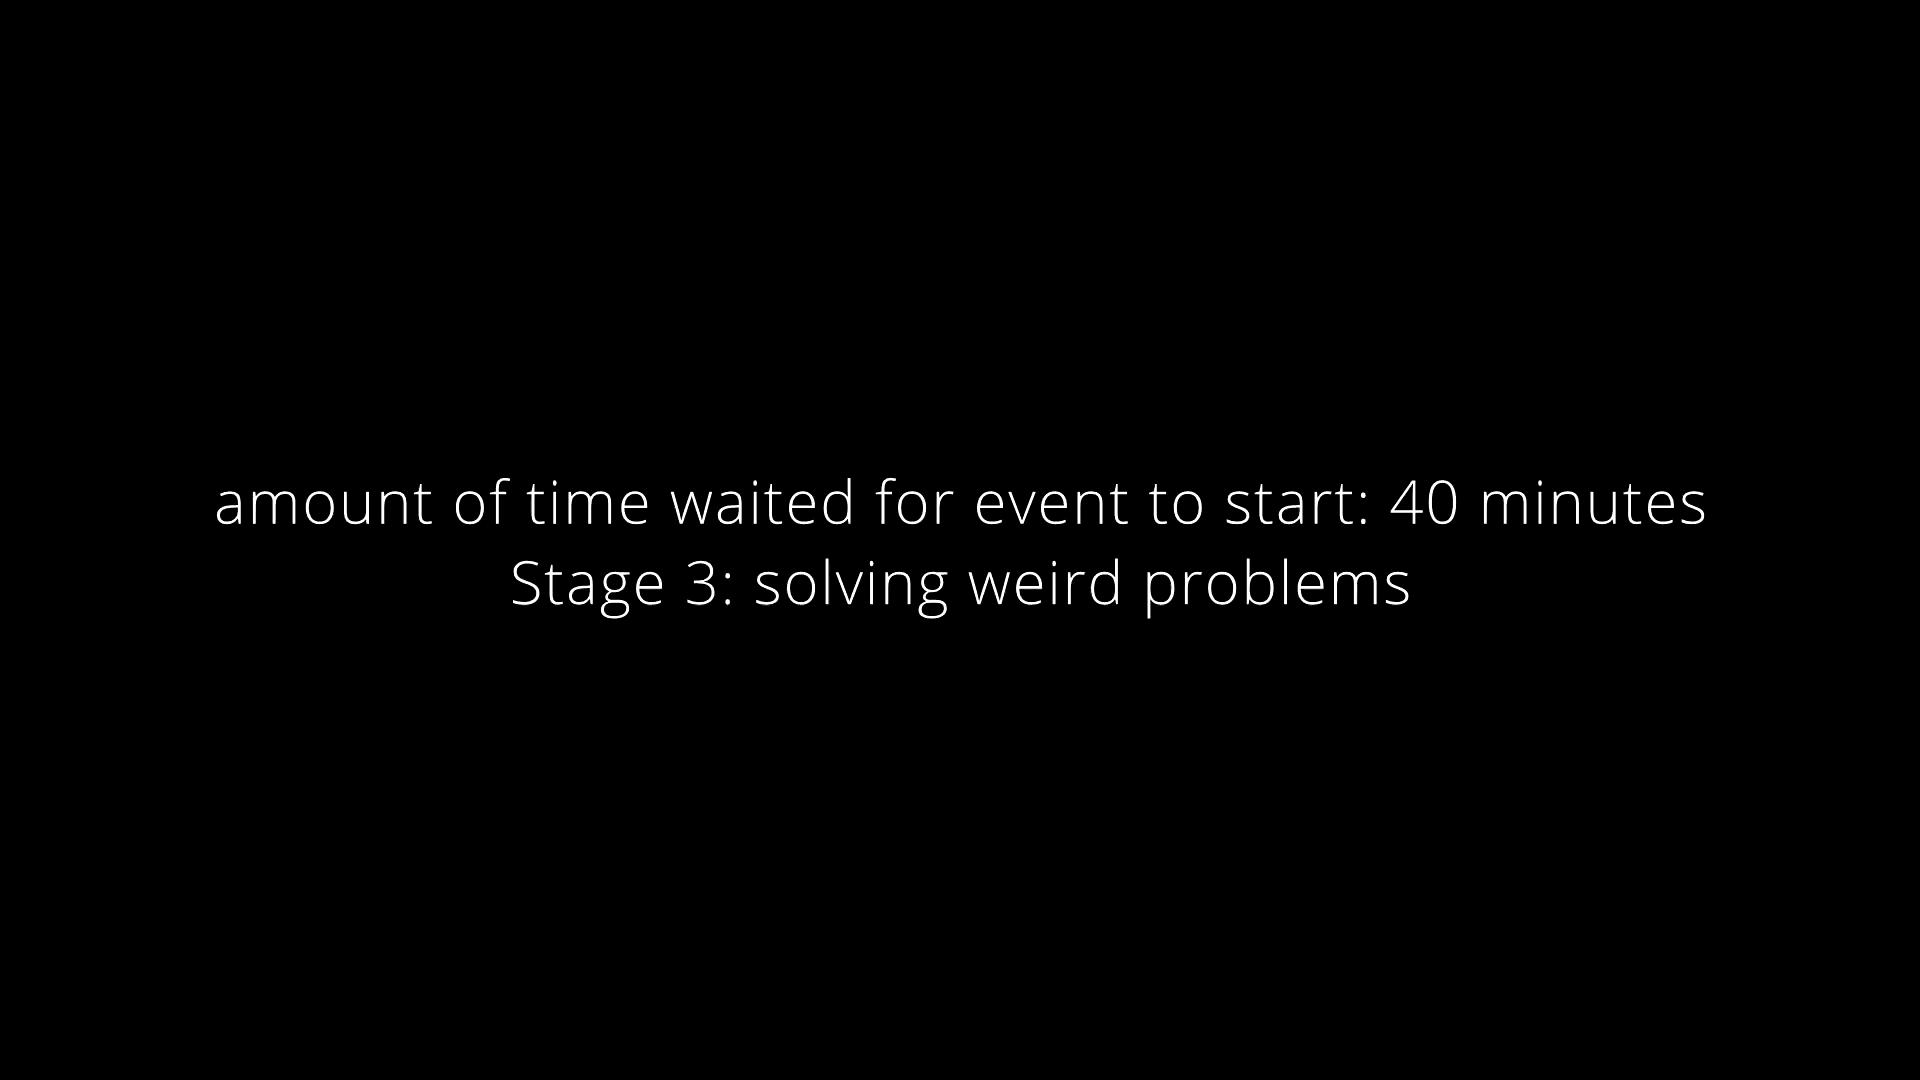 amount of time waited for event to start: 40 minutes
Stage 3: solving weird problems